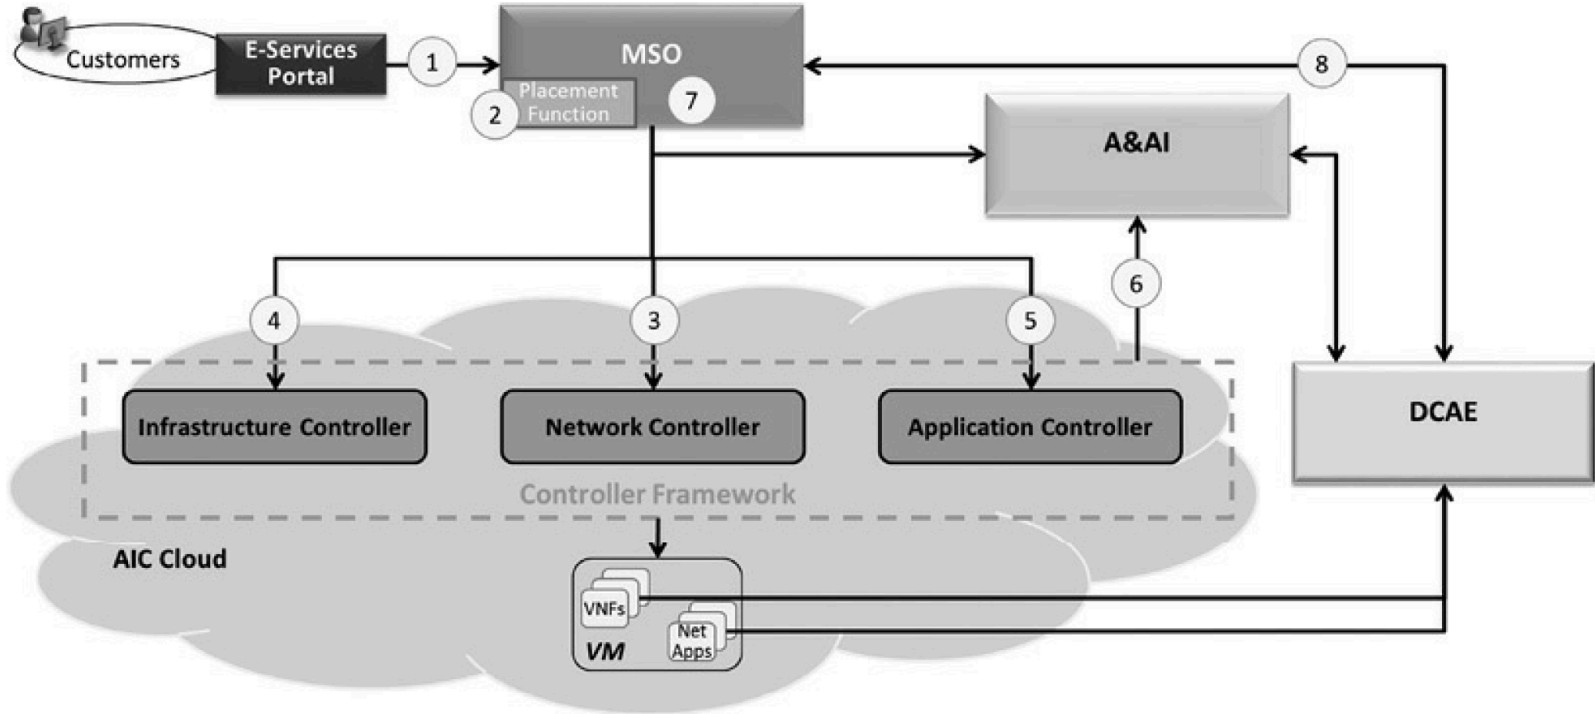 Customers
E-Services
Portal
1
MSO
Placement
Function
2
7
8
A&AI
6
4
3
5
Infrastructure Controller
Network Controller
Application Controller
DCAE
Controller Framework
AIC Cloud
VNFs
Net
Apps
VM